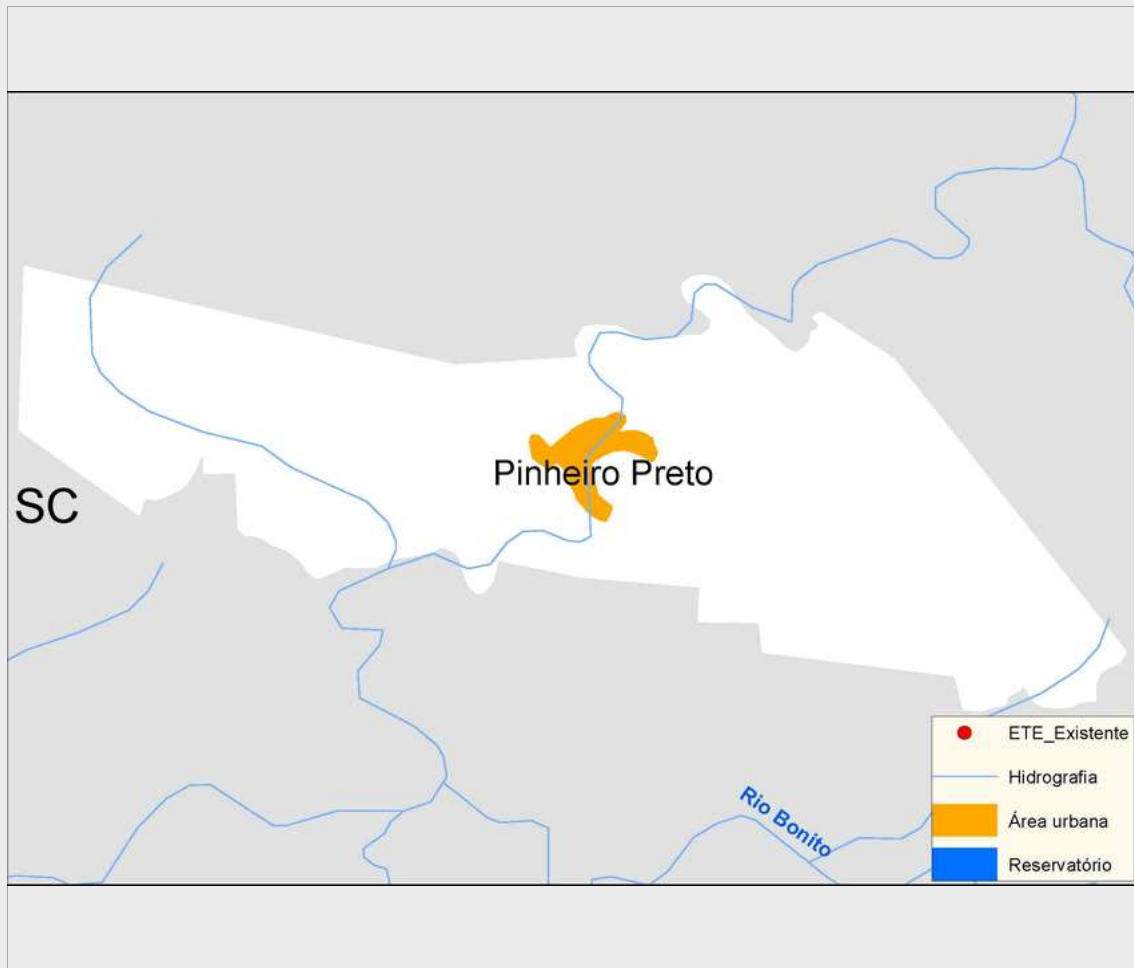 Pinheiro Preto
SC
ETE_Existente
Hidrografia
Área urbana
Reservatório
Rio Bonito